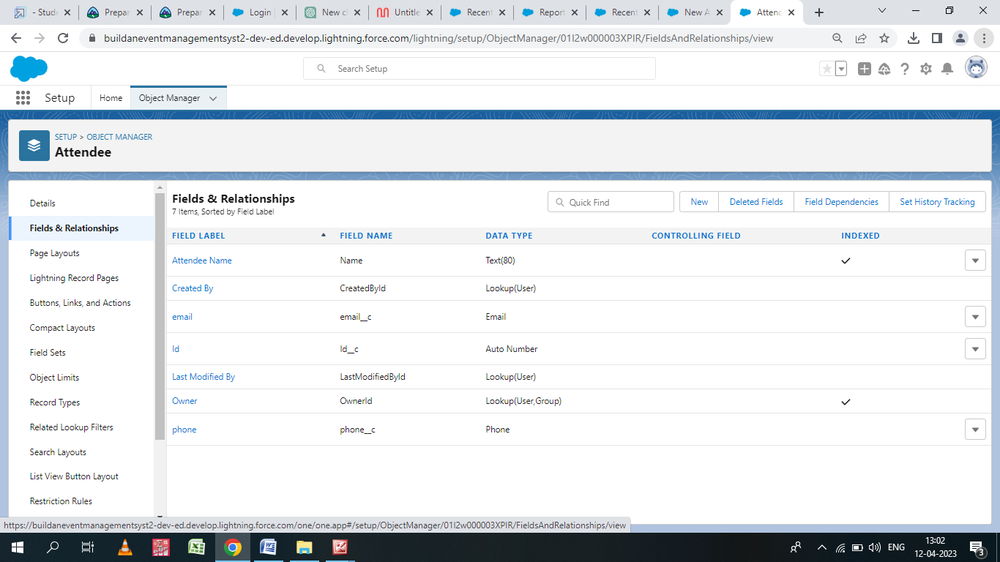 - Stude
Prepar
Prepar
Login |
New ch
Untitle
Recent
Report
Recent
New A
Attend
buildaneventmanagementsyst2-dev-ed.develop.lightning.force.com/lightning/setup/ObjectManager/01I2w000003XPIR/FieldsAndRelationships/view
Search Setup
Setup
Home
Object Manager
SETUP > OBJECT MANAGER
Attendee
Details
Fields & Relationships
Page Layouts
Lightning Record Pages
Buttons, Links, and Actions
Compact Layouts
Field Sets
Object Limits
Record Types
Related Lookup Filters
Search Layouts
List View Button Layout
Restriction Rules
Fields & Relationships
7 Items, Sorted by Field Label
Quick Find
New
Deleted Fields
Field Dependencies
Set History Tracking
FIELD LABEL FIELD NAME DATA TYPE CONTROLLING FIELD INDEXED
Attendee Name Name Text(80)
Created By CreatedById Lookup(User)
email email__c Email
Id Id__c Auto Number
Last Modified By LastModifiedById Lookup(User)
Owner OwnerId Lookup(User,Group)
phone phone__c Phone
https://buildaneventmanagementsyst2-dev-ed.develop.lightning.force.com/one/one.app#/setup/ObjectManager/01I2w000003XPIR/FieldsAndRelationships/view
ENG
13:02
12-04-2023
3